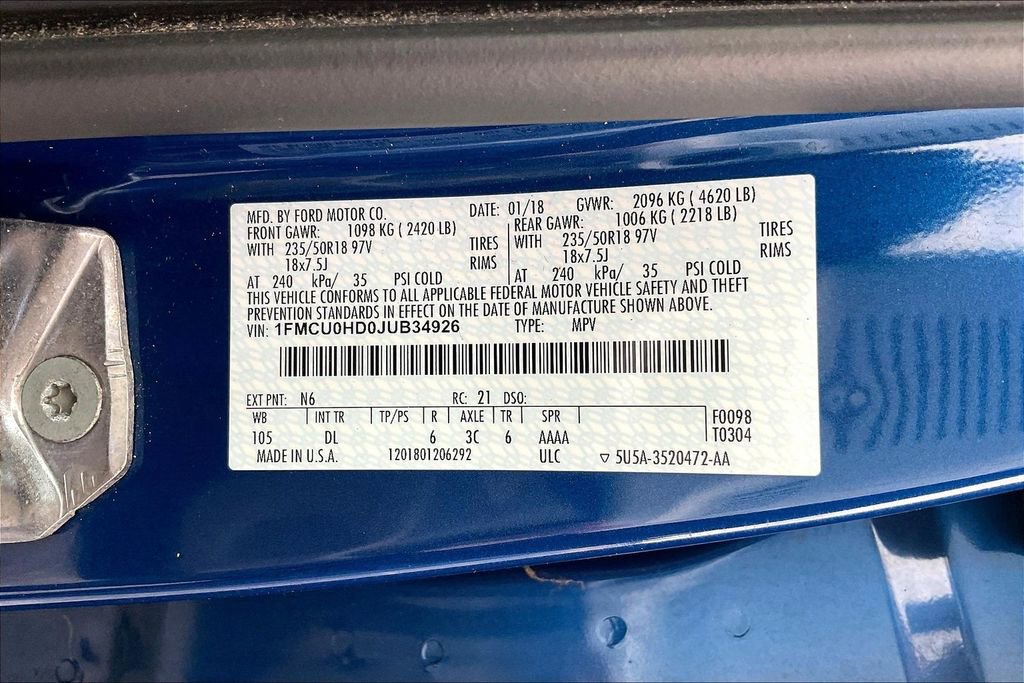 MFD. BY FORD MOTOR CO. DATE: 01/18 GVWR: 2096 KG ( 4620 LB)
FRONT GAWR: 1098 KG ( 2420 LB) REAR GAWR: 1006 KG ( 2218 LB)
WITH 235/50R18 97V TIRES WITH 235/50R18 97V TIRES
18x7.5J RIMS 18x7.5J RIMS
AT 240 kPa/ 35 PSI COLD AT 240 kPa/ 35 PSI COLD
THIS VEHICLE CONFORMS TO ALL APPLICABLE FEDERAL MOTOR VEHICLE SAFETY AND THEFT
PREVENTION STANDARDS IN EFFECT ON THE DATE OF MANUFACTURE SHOWN ABOVE.
VIN: 1FMCU0HD0JUB34926 TYPE: MPV
EXT PNT: N6 RC: 21 DSO:
WB INT TR TP/PS R AXLE TR SPR F0098
105 DL 6 3C 6 AAAA T0304
MADE IN U.S.A. 1201801206292 ULC ▽ 5U5A-3520472-AA